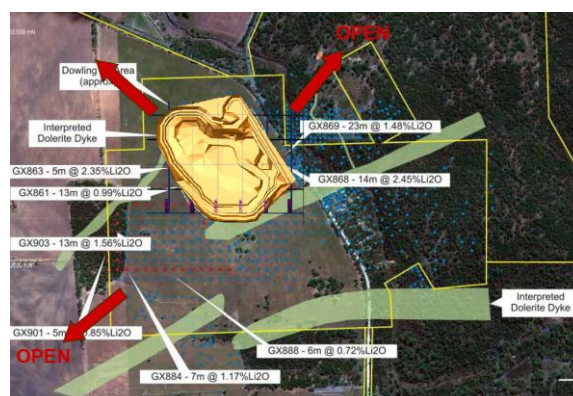 OPEN
Dowling
Area
(approx
Interpreted
Dolerite Dyke
GX869 - 23m @ 1.48%Li2O
GX863 - 5m @ 2.35%Li2O
GX868 - 14m @ 2.45%Li2O
GX861 - 13m @ 0.99%Li2O
GX903 - 13m @ 1.56%Li2O
Interpreted
Dolerite Dyke
GX901 - 5m @ 0.85%Li2O
GX888 - 6m @ 0.72%Li2O
OPEN
GX884 - 7m @ 1.17%Li2O